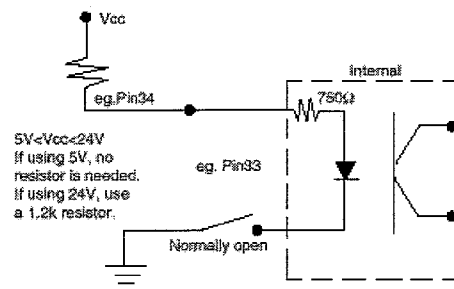 Vcc
Internal
eg.Pin34
750Ω
5V<Vcc<24V
If using 5V, no
resistor is needed.
If using 24V, use
a 1.2k resistor.
eg. Pin33
Normally open